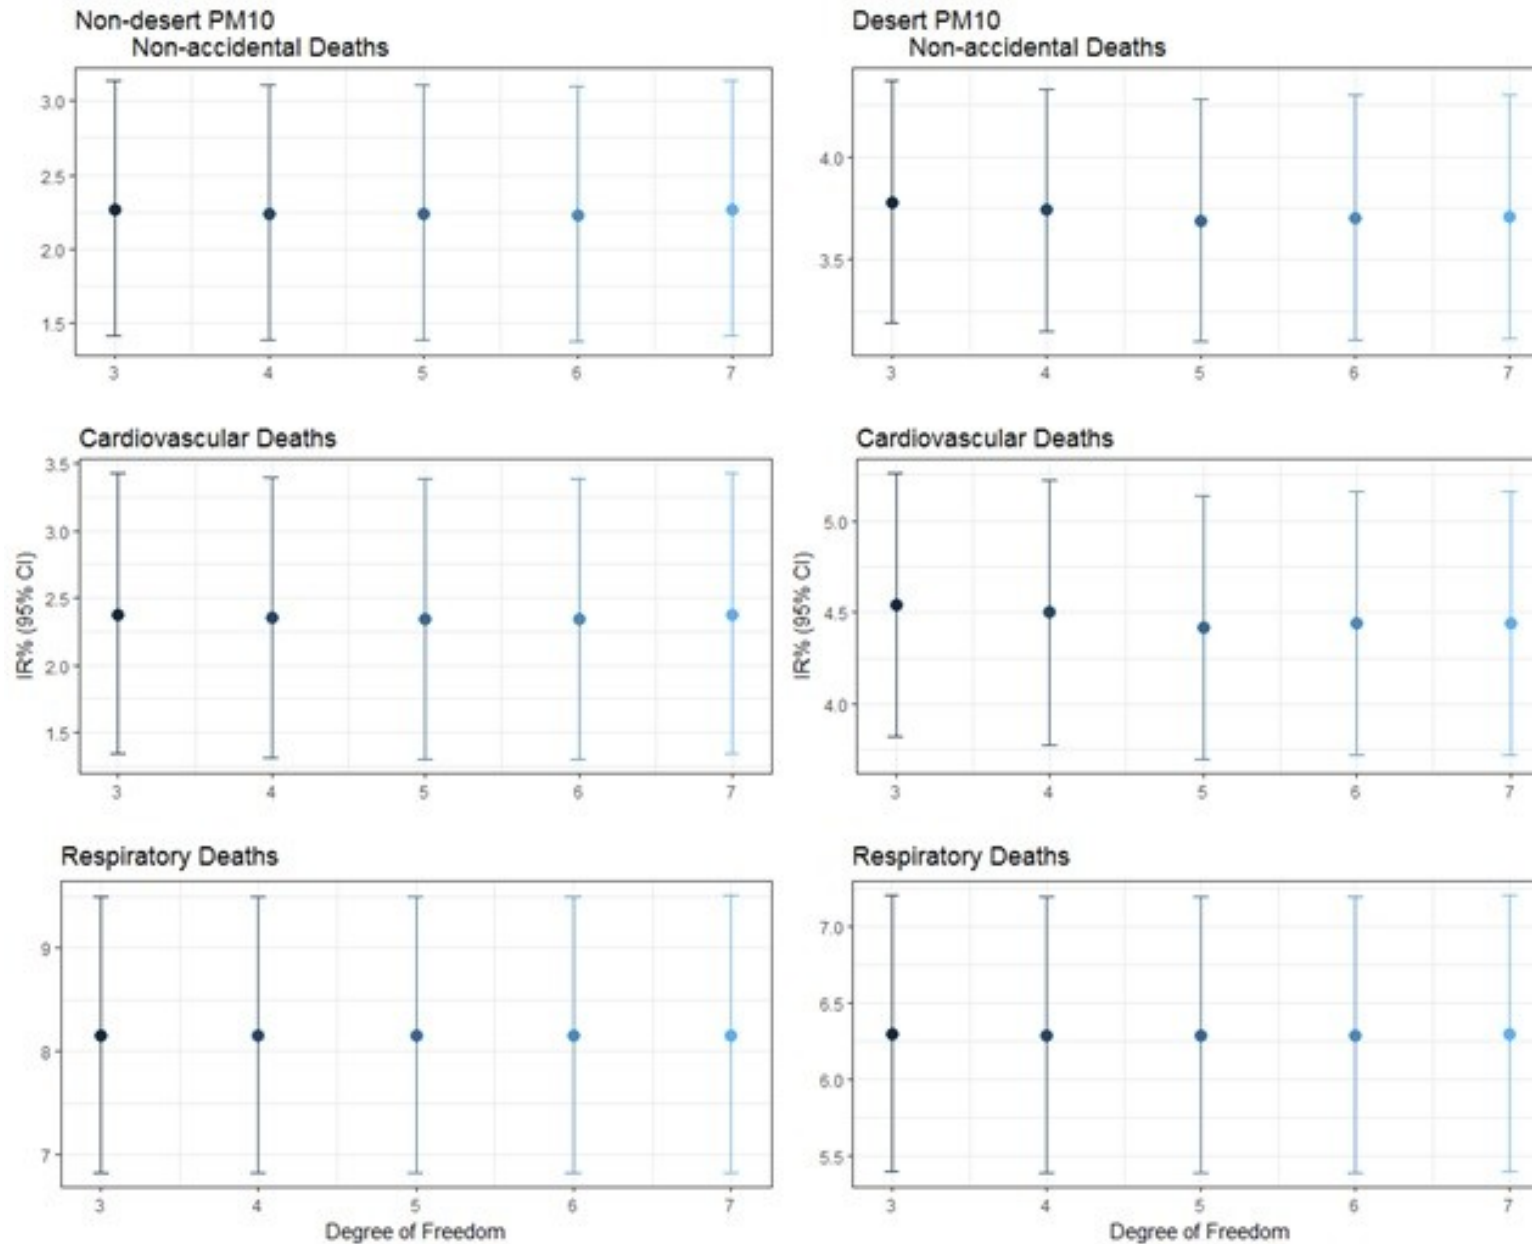 Non-desert PM10
Non-accidental Deaths
3.0
2.5
2.0
1.5
3 4 5 6 7
Desert PM10
Non-accidental Deaths
4.0
3.5
3 4 5 6 7
Cardiovascular Deaths
IR% (95% CI)
3.5
3.0
2.5
2.0
1.5
3 4 5 6 7
Cardiovascular Deaths
IR% (95% CI)
5.0
4.5
4.0
3 4 5 6 7
Respiratory Deaths
9
8
7
3 4 5 6 7
Degree of Freedom
Respiratory Deaths
7.0
6.5
6.0
5.5
3 4 5 6 7
Degree of Freedom